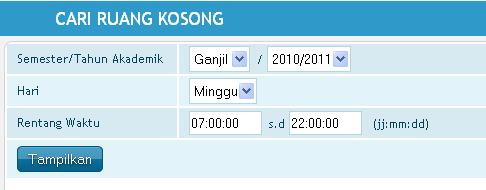 CARI RUANG KOSONG
Semester/Tahun Akademik Ganjil / 2010/2011
Hari Minggu
Rentang Waktu 07:00:00 s.d 22:00:00 (jj:mm:dd)
Tampilkan